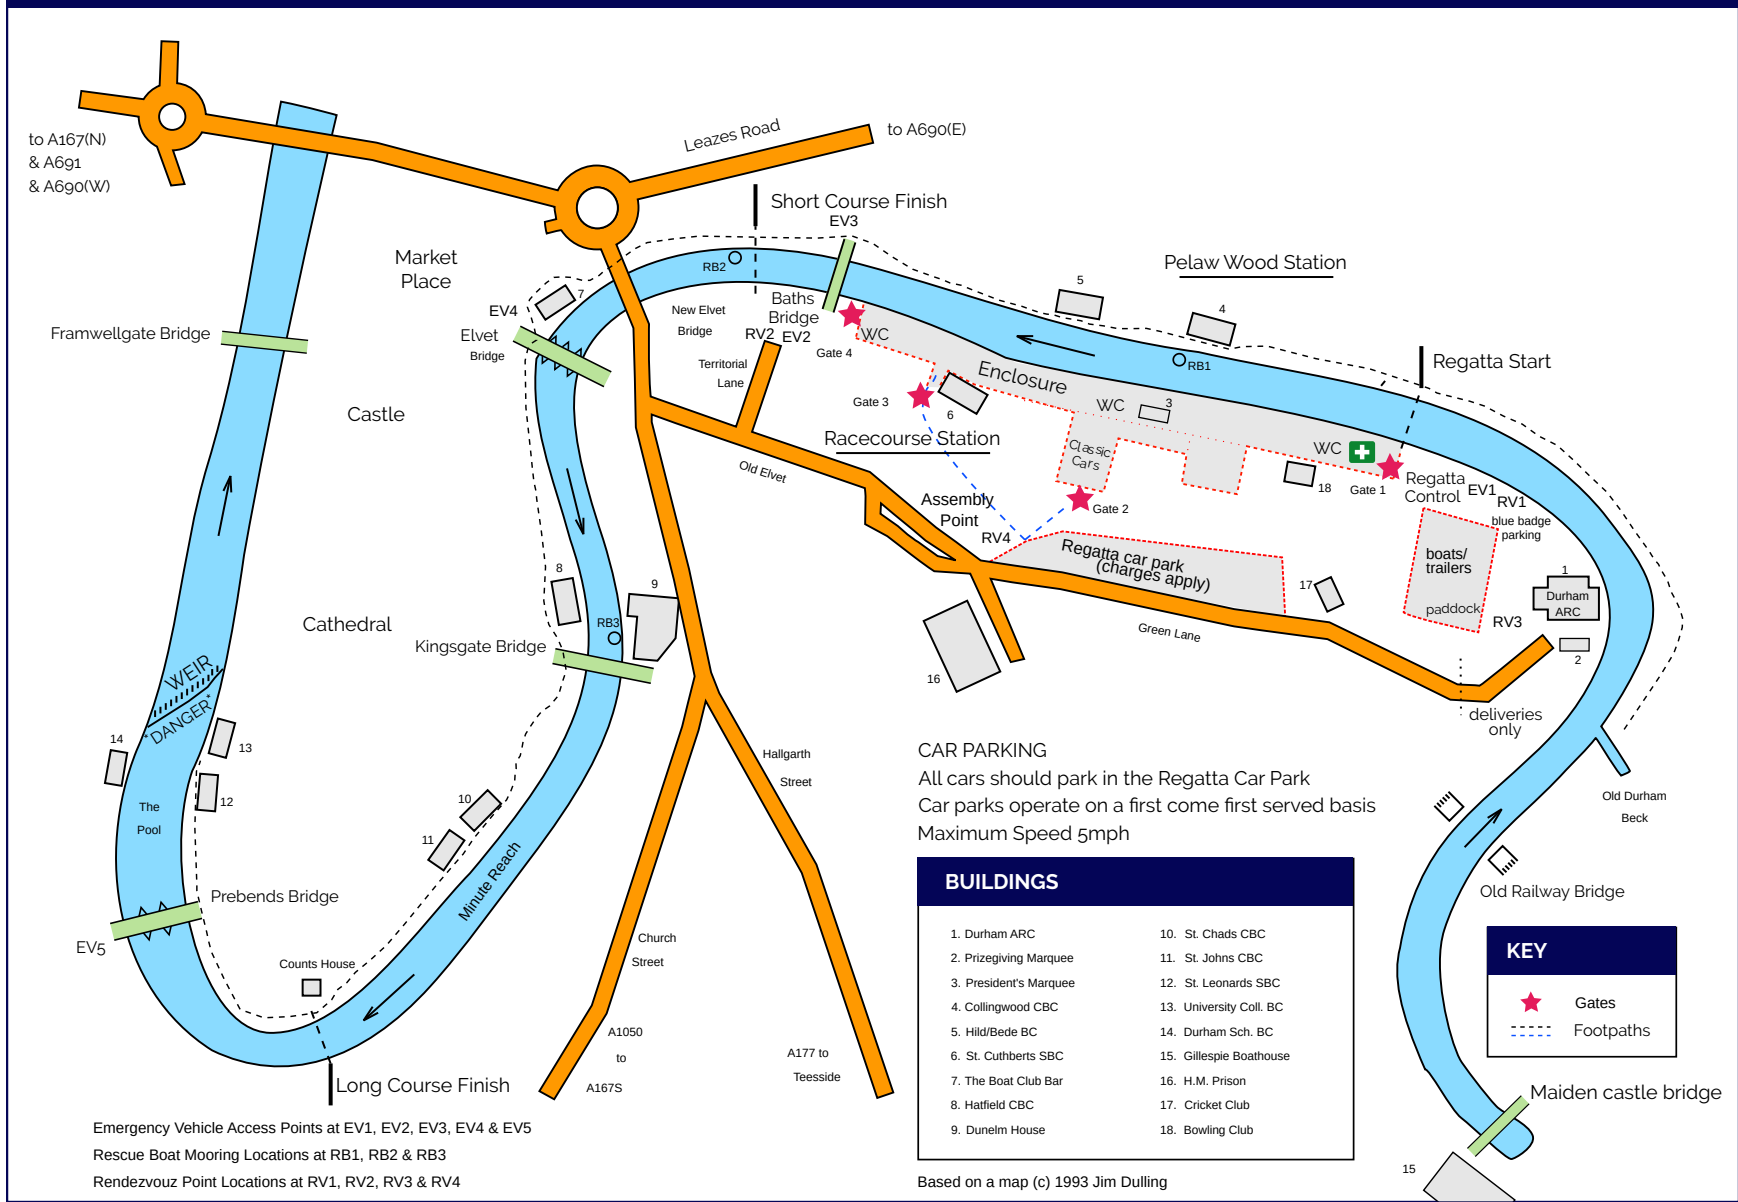 to A167(N)
& A691
& A690(W)
Leazes Road
to A690(E)
Short Course Finish
EV3
Market
Place
RB2
Pelaw Wood Station
5
4
7
EV4
Elvet
Bridge
Framwellgate Bridge
New Elvet
Bridge
Baths
Bridge
RV2 EV2
Gate 4
WC
RB1
Regatta Start
Territorial
Lane
Enclosure
Castle
Gate 3
6
WC
3
Racecourse Station
Classic
Cars
WC
Old Elvet
18
Gate 1
Regatta
Control
EV1
RV1
blue badge
parking
Assembly
Point
Gate 2
RV4
Regatta car park
(charges apply)
boats/
trailers
paddock
1
Durham
ARC
RV3
2
17
8
9
Cathedral
RB3
Kingsgate Bridge
Green Lane
16
WEIR
*DANGER*
14
13
12
The
Pool
deliveries
only
Hallgarth
Street
10
11
Minute Reach
CAR PARKING
All cars should park in the Regatta Car Park
Car parks operate on a first come first served basis
Maximum Speed 5mph
Old Durham
Beck
Old Railway Bridge
Prebends Bridge
EV5
Counts House
Church
Street
A1050
to
A167S
A177 to
Teesside
Long Course Finish
BUILDINGS
1. Durham ARC
2. Prizegiving Marquee
3. President's Marquee
4. Collingwood CBC
5. Hild/Bede BC
6. St. Cuthberts SBC
7. The Boat Club Bar
8. Hatfield CBC
9. Dunelm House
10. St. Chads CBC
11. St. Johns CBC
12. St. Leonards SBC
13. University Coll. BC
14. Durham Sch. BC
15. Gillespie Boathouse
16. H.M. Prison
17. Cricket Club
18. Bowling Club
KEY
Gates
Footpaths
Maiden castle bridge
15
Emergency Vehicle Access Points at EV1, EV2, EV3, EV4 & EV5
Rescue Boat Mooring Locations at RB1, RB2 & RB3
Rendezvouz Point Locations at RV1, RV2, RV3 & RV4
Based on a map (c) 1993 Jim Dulling